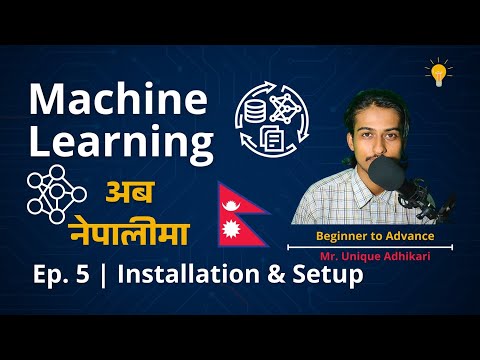 Machine
Learning
अब
नेपालीमा
Beginner to Advance
Mr. Unique Adhikari
Ep. 5 | Installation & Setup